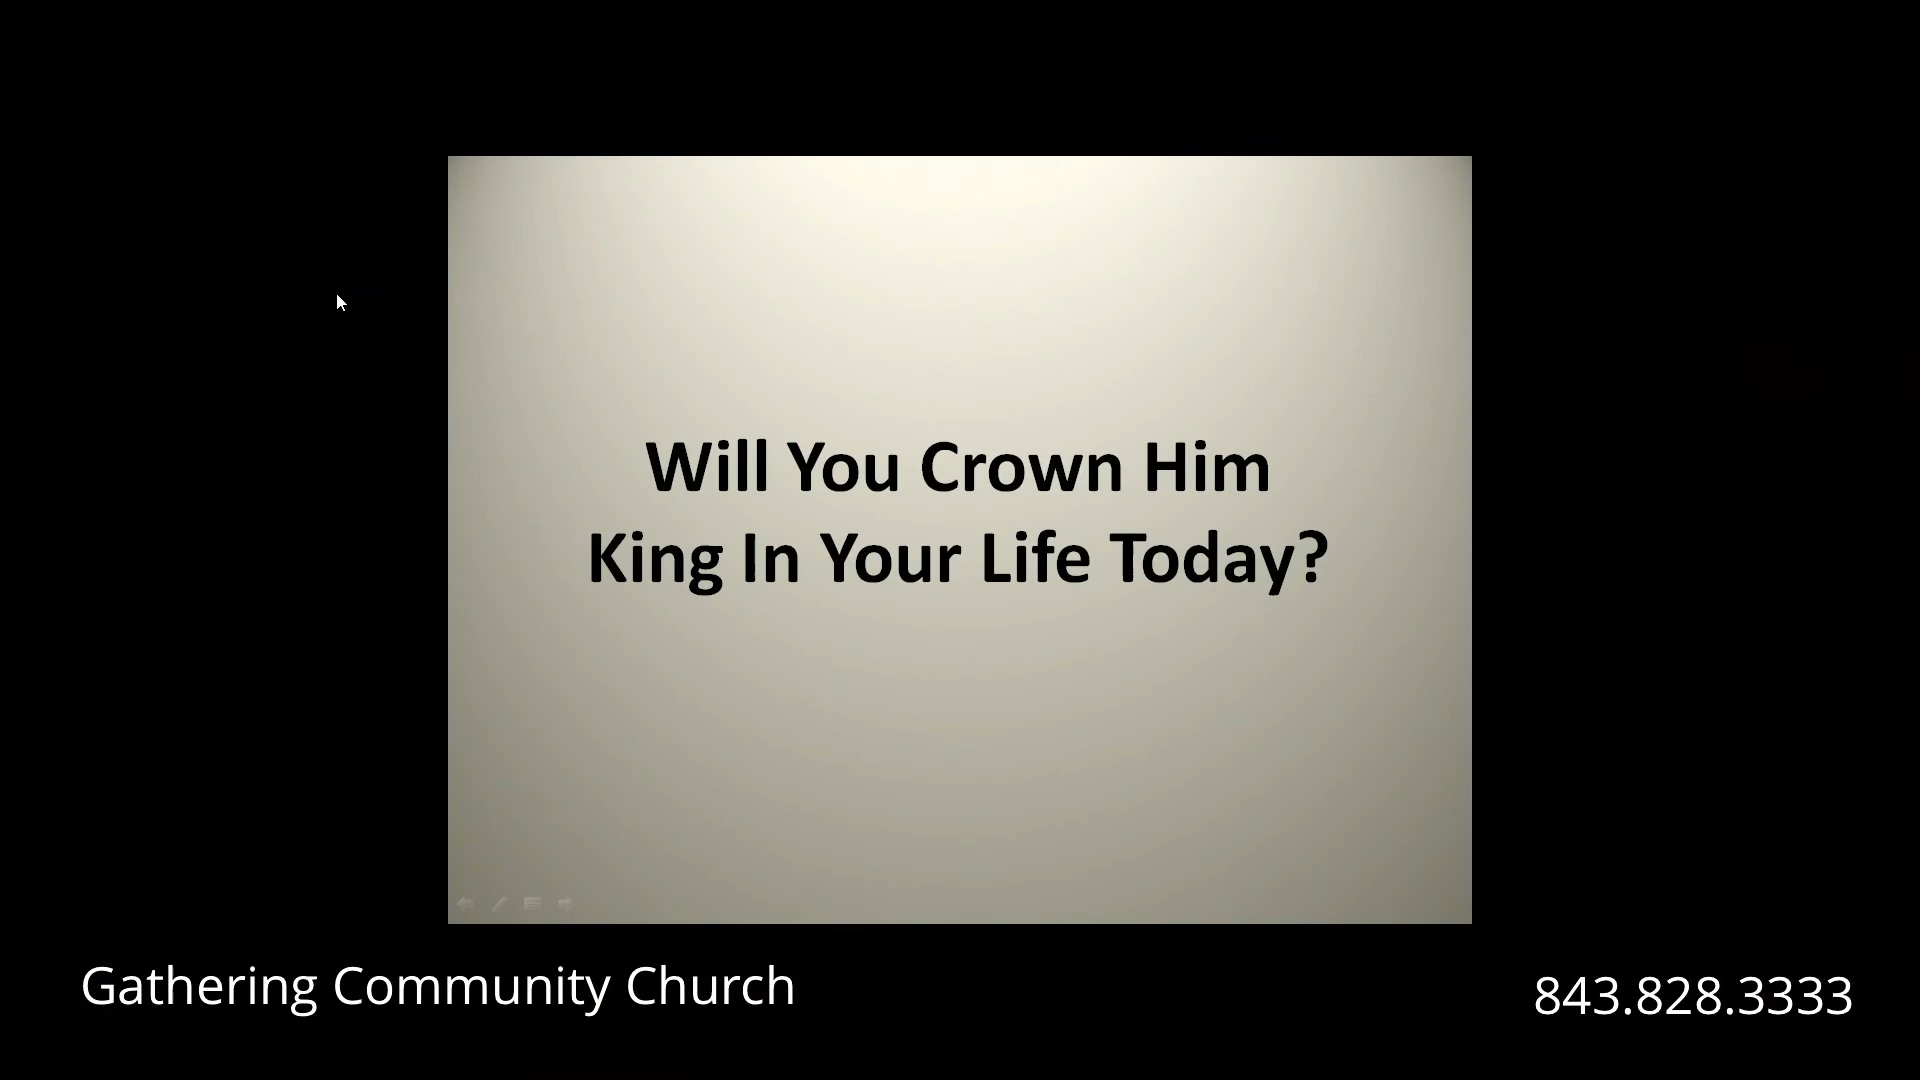 Will You Crown Him
King In Your Life Today?
Gathering Community Church
843.828.3333